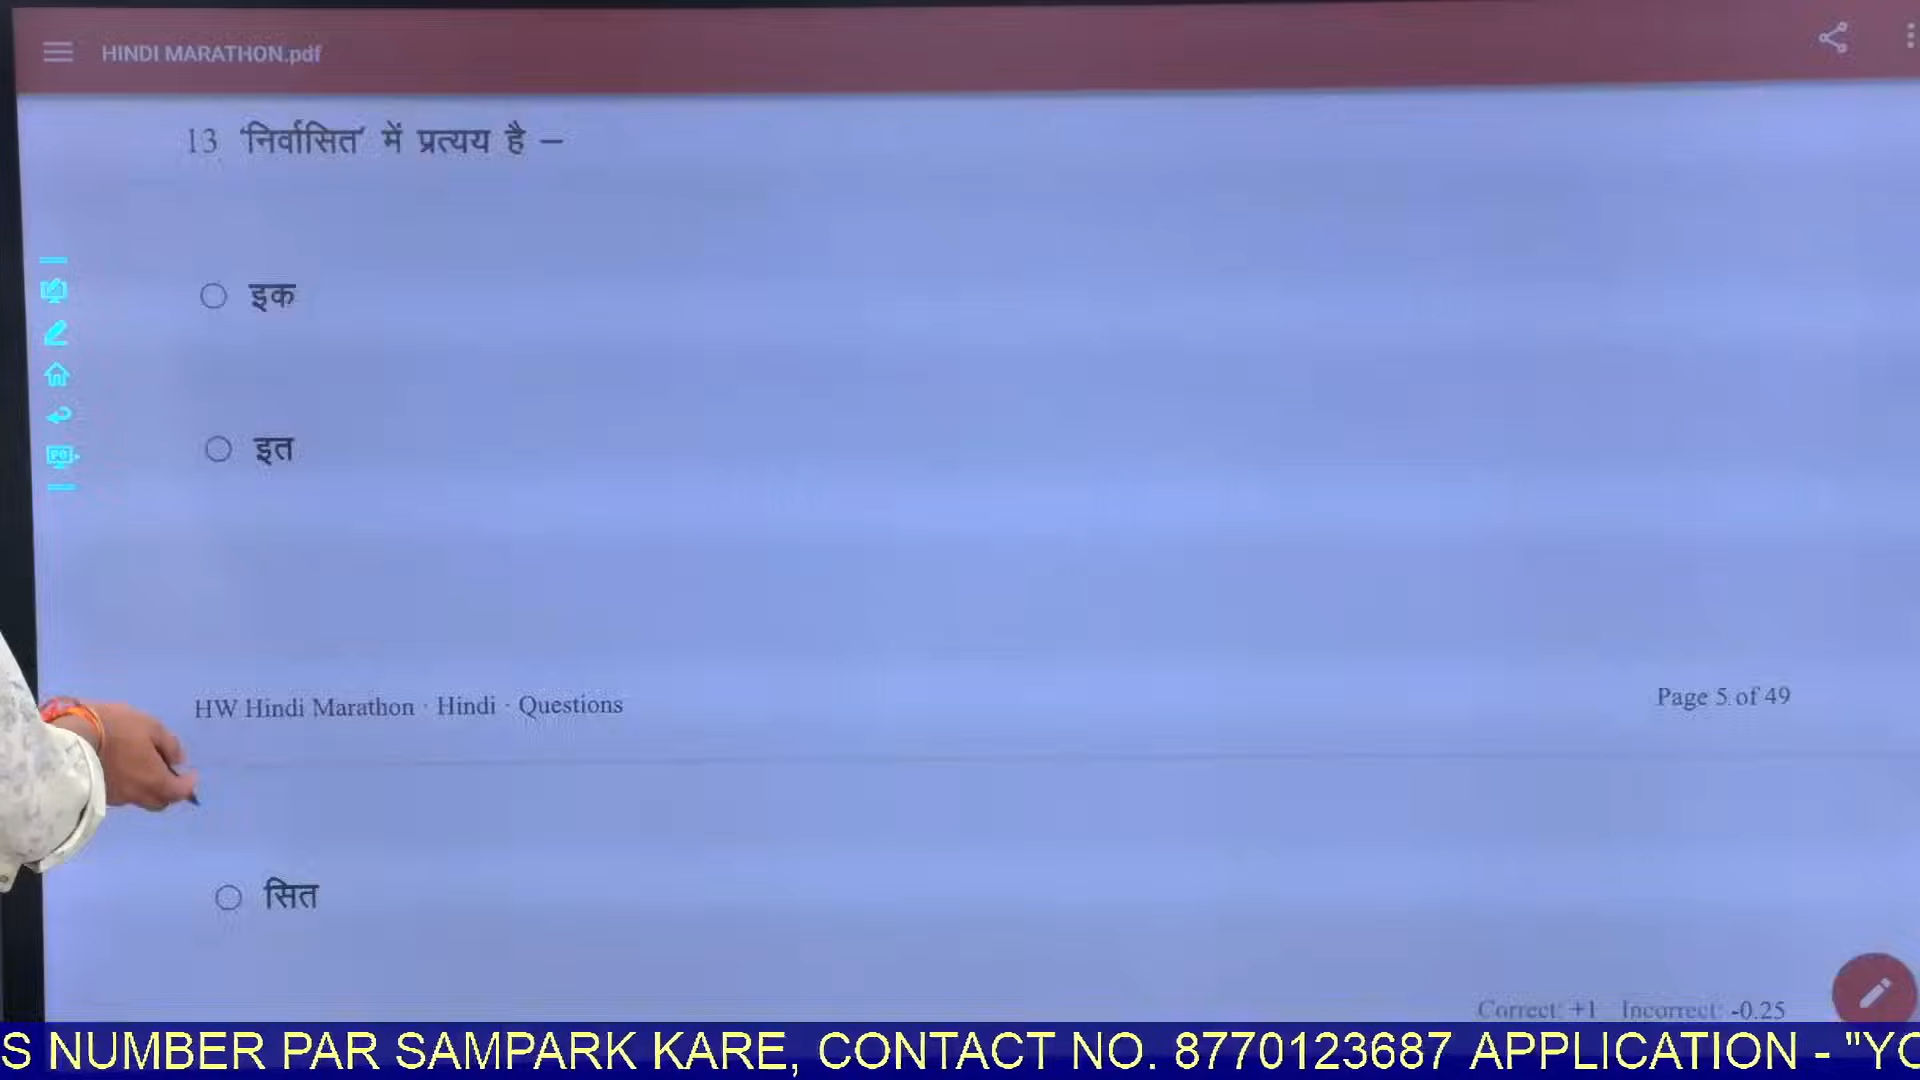 HINDI MARATHON.pdf
13 'निर्वासित' में प्रत्यय है –
इक
इत
HW Hindi Marathon · Hindi · Questions
Page 5 of 49
सित
Correct: +1 Incorrect: -0.25
S NUMBER PAR SAMPARK KARE, CONTACT NO. 8770123687 APPLICATION - "YO